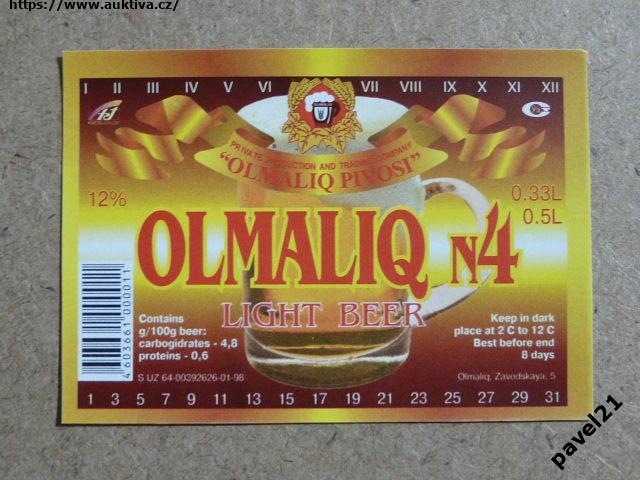 https://www.auktiva.cz/
I II III IV V VI VII VIII IX X XI XII
PRIVATE PRODUCTION AND TRADING COMPANY
"OLMALIQ PIVOSI"
12%
0.33L
0.5L
OLMALIQ N4
LIGHT BEER
Contains
g/100g beer:
carbogidrates - 4,8
proteins - 0,6
Keep in dark
place at 2 C to 12 C
Best before end
8 days
4 603661 000011
S UZ 64-00392626-01-98
Olmaliq, Zavodskaya, 5
1 3 5 7 9 11 13 15 17 19 21 23 25 27 29 31
pavel21